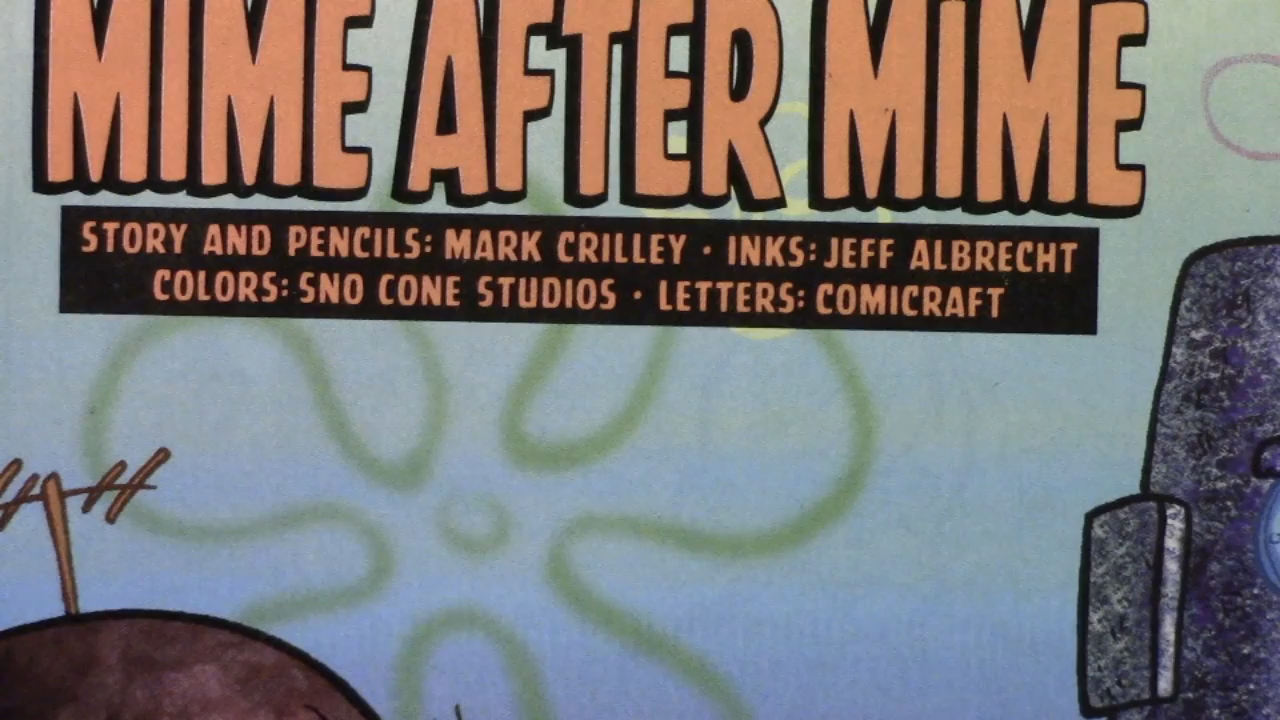 MIME AFTER MIME
STORY AND PENCILS: MARK CRILLEY · INKS: JEFF ALBRECHT
COLORS: SNO CONE STUDIOS · LETTERS: COMICRAFT